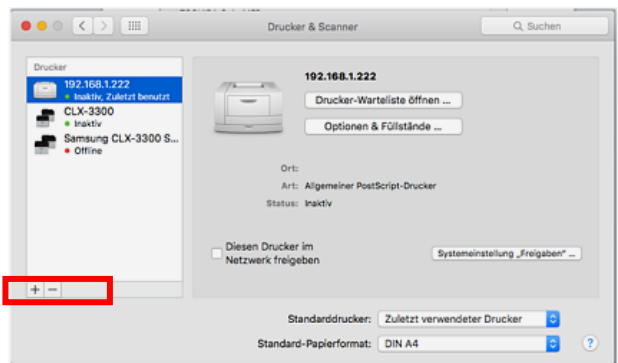 Drucker & Scanner
Suchen
Drucker
192.168.1.222
Inaktiv, Zuletzt benutzt
CLX-3300
Inaktiv
Samsung CLX-3300 S...
Offline
+ −
192.168.1.222
Drucker-Warteliste öffnen ...
Optionen & Füllstände ...
Ort:
Art: Allgemeiner PostScript-Drucker
Status: Inaktiv
Diesen Drucker im
Netzwerk freigeben
Systemeinstellung „Freigaben“ ...
Standarddrucker: Zuletzt verwendeter Drucker
Standard-Papierformat: DIN A4
?